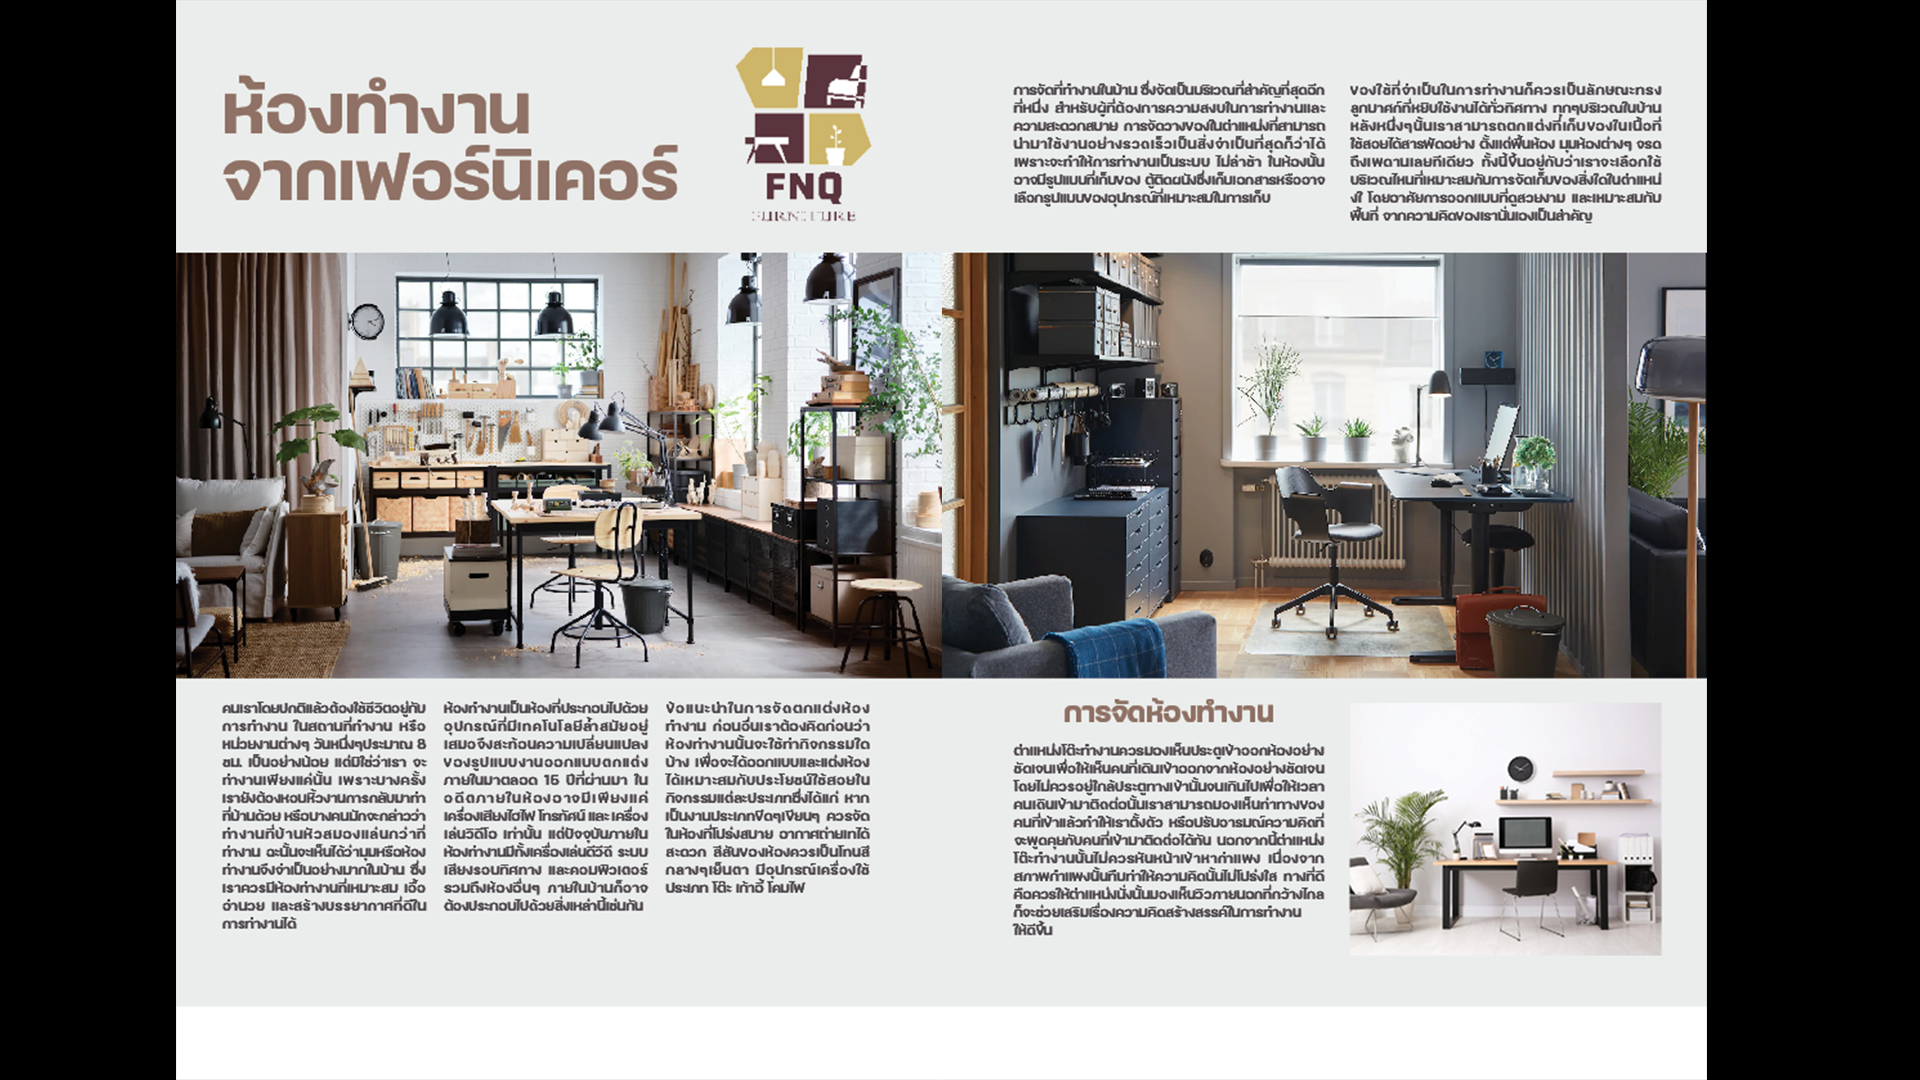 ห้องทำงาน
จากเฟอร์นิเคอร์
FNQ
FURNITURE
การจัดที่ทำงานในบ้าน ซึ่งจัดเป็นบริเวณที่สำคัญที่สุดอีก
ที่หนึ่ง สำหรับผู้ที่ต้องการความสงบในการทำงานและ
ความสะดวกสบาย การจัดวางของในตำแหน่งที่สามารถ
นำมาใช้งานอย่างรวดเร็วเป็นสิ่งจำเป็นที่สุดก็ว่าได้
เพราะจะทำให้การทำงานเป็นระบบ ไม่ล่าช้า ในห้องนั้น
อาจมีรูปแบบที่เก็บของ ตู้ติดผนังซึ่งเก็บเอกสารหรืออาจ
เลือกรูปแบบของอุปกรณ์ที่เหมาะสมในการเก็บ
ของใช้ที่จำเป็นในการทำงานก็ควรเป็นลักษณะทรง
ลูกบาศก์ที่หยิบใช้งานได้ทั่วทิศทาง ทุกๆบริเวณในบ้าน
หลังหนึ่งๆนั้นเราสามารถตกแต่งที่เก็บของในเนื้อที่
ใช้สอยได้สารพัดอย่าง ตั้งแต่พื้นห้อง มุมห้องต่างๆ จรด
ถึงเพดานเลยทีเดียว ทั้งนี้ขึ้นอยู่กับว่าเราจะเลือกใช้
บริเวณไหนที่เหมาะสมกับการจัดเก็บของสิ่งใดในตำแหน่
งใ โดยอาศัยการออกแบบที่ดูสวยงาม และเหมาะสมกับ
พื้นที่ จากความคิดของเรานั่นเองเป็นสำคัญ
คนเราโดยปกติแล้วต้องใช้ชีวิตอยู่กับ
การทำงาน ในสถานที่ทำงาน หรือ
หน่วยงานต่างๆ วันหนึ่งๆประมาณ 8
ชม. เป็นอย่างน้อย แต่มิใช่ว่าเรา จะ
ทำงานเพียงแค่นั้น เพราะบางครั้ง
เรายังต้องหอบหิ้วงานการกลับมาทำ
ที่บ้านด้วย หรือบางคนมักจะกล่าวว่า
ทำงานที่บ้านหัวสมองแล่นกว่าที่
ทำงาน ฉะนั้นจะเห็นได้ว่ามุมหรือห้อง
ทำงานจึงจำเป็นอย่างมากในบ้าน ซึ่ง
เราควรมีห้องทำงานที่เหมาะสม เอื้อ
อำนวย และสร้างบรรยากาศที่ดีใน
การทำงานได้
ห้องทำงานเป็นห้องที่ประกอบไปด้วย
อุปกรณ์ที่มีเทคโนโลยีล้ำสมัยอยู่
เสมอจึงสะท้อนความเปลี่ยนแปลง
ของรูปแบบงานออกแบบตกแต่ง
ภายในมาตลอด 15 ปีที่ผ่านมา ใน
อดีตภายในห้องอาจมีเพียงแค่
เครื่องเสียงไฮไฟ โทรทัศน์ และ เครื่อง
เล่นวิดีโอ เท่านั้น แต่ปัจจุบันภายใน
ห้องทำงานมีทั้งเครื่องเล่นดีวีดี ระบบ
เสียงรอบทิศทาง และคอมพิวเตอร์
รวมถึงห้องอื่นๆ ภายในบ้านก็อาจ
ต้องประกอบไปด้วยสิ่งเหล่านี้เช่นกัน
ข้อแนะนำในการจัดตกแต่งห้อง
ทำงาน ก่อนอื่นเราต้องคิดก่อนว่า
ห้องทำงานนั้นจะใช้ทำกิจกรรมใด
บ้าง เพื่อจะได้ออกแบบและแต่งห้อง
ได้เหมาะสมกับประโยชน์ใช้สอยใน
กิจกรรมแต่ละประเภทซึ่งได้แก่ หาก
เป็นงานประเภทขีดๆเขียนๆ ควรจัด
ในห้องที่โปร่งสบาย อากาศถ่ายเทได้
สะดวก สีสันของห้องควรเป็นโทนสี
กลางๆเย็นตา มีอุปกรณ์เครื่องใช้
ประเภท โต๊ะ เก้าอี้ โคมไฟ
การจัดห้องทำงาน
ตำแหน่งโต๊ะทำงานควรมองเห็นประตูเข้าออกห้องอย่าง
ชัดเจนเพื่อให้เห็นคนที่เดินเข้าออกจากห้องอย่างชัดเจน
โดยไม่ควรอยู่ใกล้ประตูทางเข้านั้นจนเกินไปเพื่อให้เวลา
คนเดินเข้ามาติดต่อนั้นเราสามารถมองเห็นท่าทางของ
คนที่เข้าแล้วทำให้เราตั้งตัว หรือปรับอารมณ์ความคิดที่
จะพูดคุยกับคนที่เข้ามาติดต่อได้ทัน นอกจากนี้ตำแหน่ง
โต๊ะทำงานนั้นไม่ควรหันหน้าเข้าหากำแพง เนื่องจาก
สภาพกำแพงนั้นทึบทำให้ความคิดนั้นไม่โปร่งใส ทางที่ดี
คือควรให้ตำแหน่งนั่งนั้นมองเห็นวิวภายนอกที่กว้างไกล
ก็จะช่วยเสริมเรื่องความคิดสร้างสรรค์ในการทำงาน
ให้ดีขึ้น